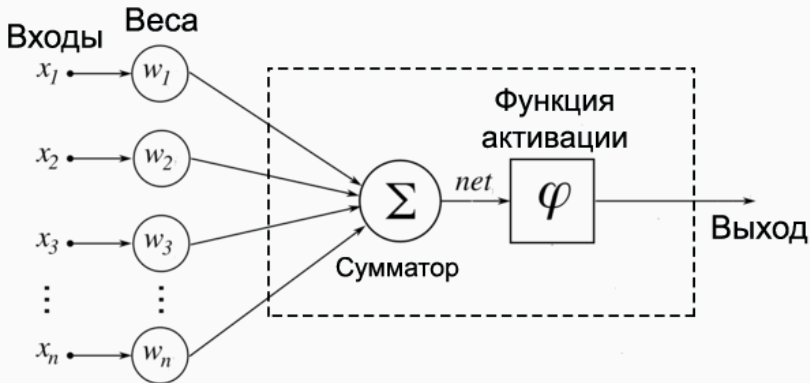 Входы
Веса
x1
w1
x2
w2
x3
w3
xn
wn
Σ
Сумматор
net
Функция
активации
φ
Выход